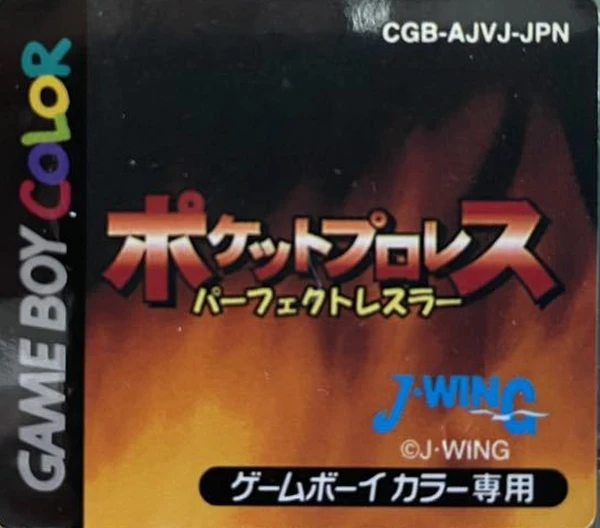 CGB-AJVJ-JPN
GAME BOY COLOR
ポケットプロレス
パーフェクトレスラー
J·WING
©J·WING
ゲームボーイカラー専用